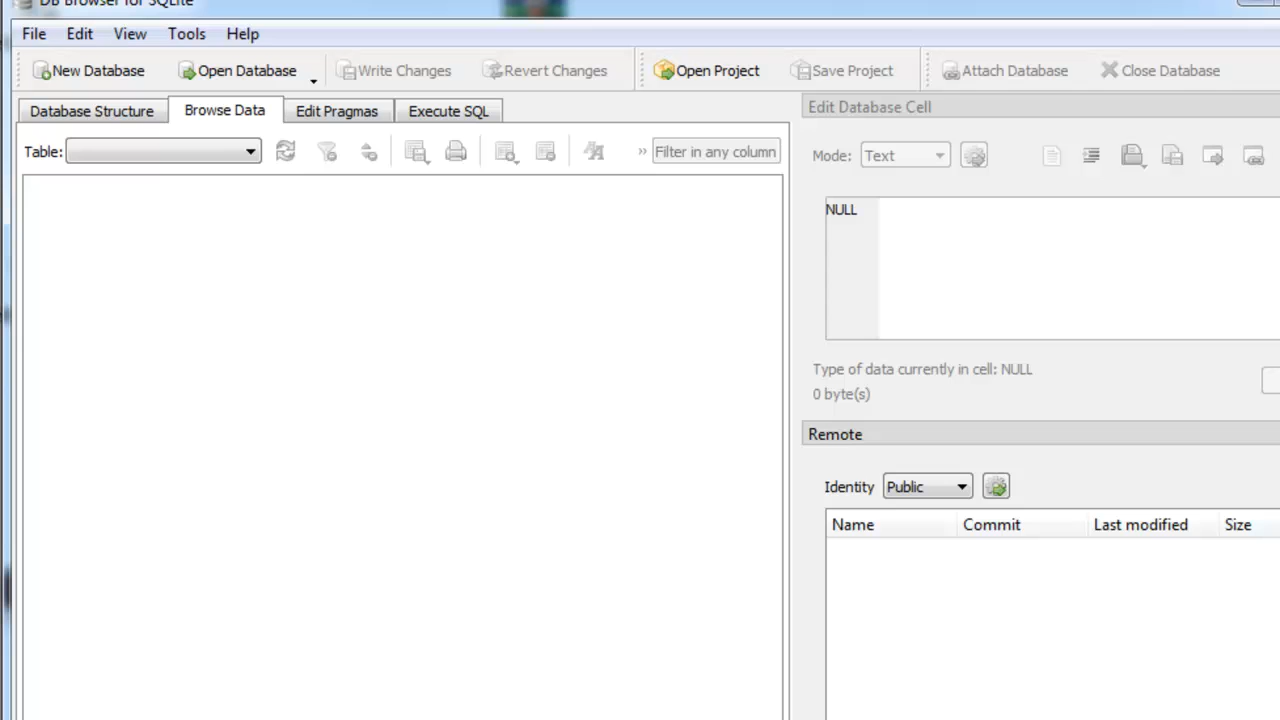 DB Browser for SQLite
File Edit View Tools Help
New Database Open Database Write Changes Revert Changes Open Project Save Project Attach Database Close Database
Database Structure Browse Data Edit Pragmas Execute SQL
Table: » Filter in any column
Edit Database Cell
Mode: Text
NULL
Type of data currently in cell: NULL
0 byte(s)
Remote
Identity Public
Name Commit Last modified Size